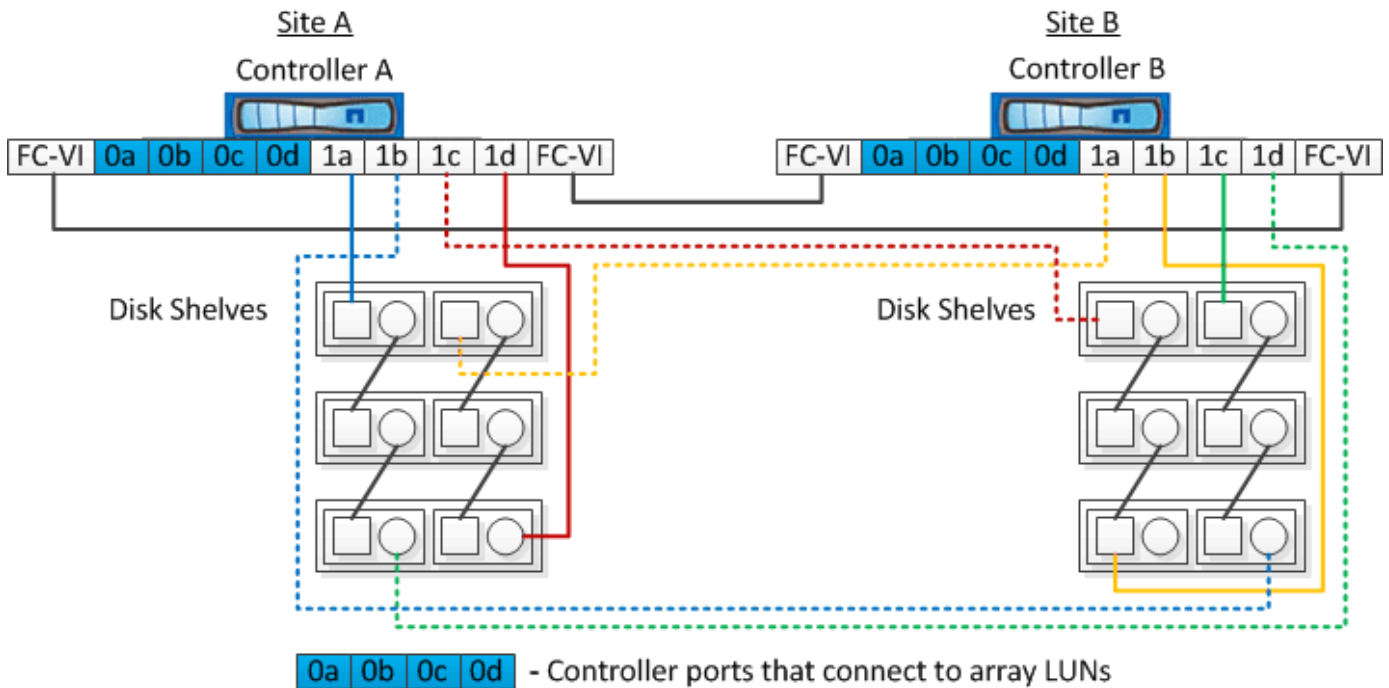 Site A Site B
Controller A Controller B
FC-VI 0a 0b 0c 0d 1a 1b 1c 1d FC-VI FC-VI 0a 0b 0c 0d 1a 1b 1c 1d FC-VI
Disk Shelves Disk Shelves
0a 0b 0c 0d - Controller ports that connect to array LUNs